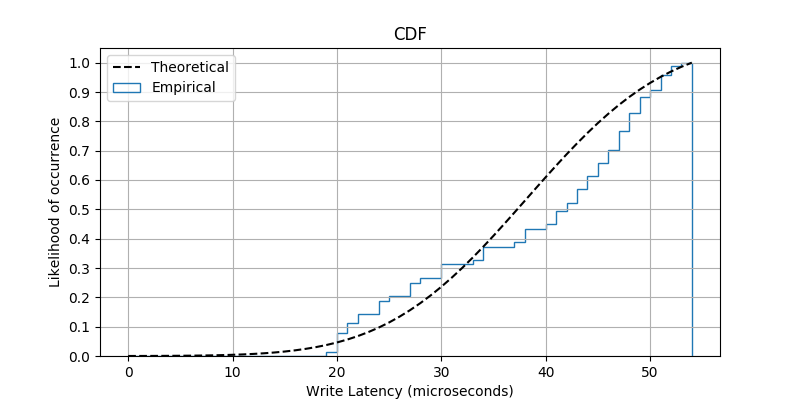 CDF
Theoretical
Empirical
Likelihood of occurrence
1.0
0.9
0.8
0.7
0.6
0.5
0.4
0.3
0.2
0.1
0.0
0 10 20 30 40 50
Write Latency (microseconds)